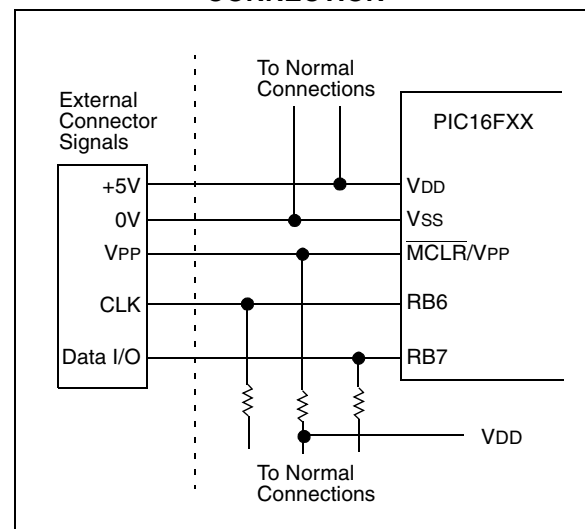 CONNECTION
To Normal
Connections
External
Connector
Signals
PIC16FXX
+5V
VDD
0V
VSS
VPP
MCLR/VPP
CLK
RB6
Data I/O
RB7
VDD
To Normal
Connections